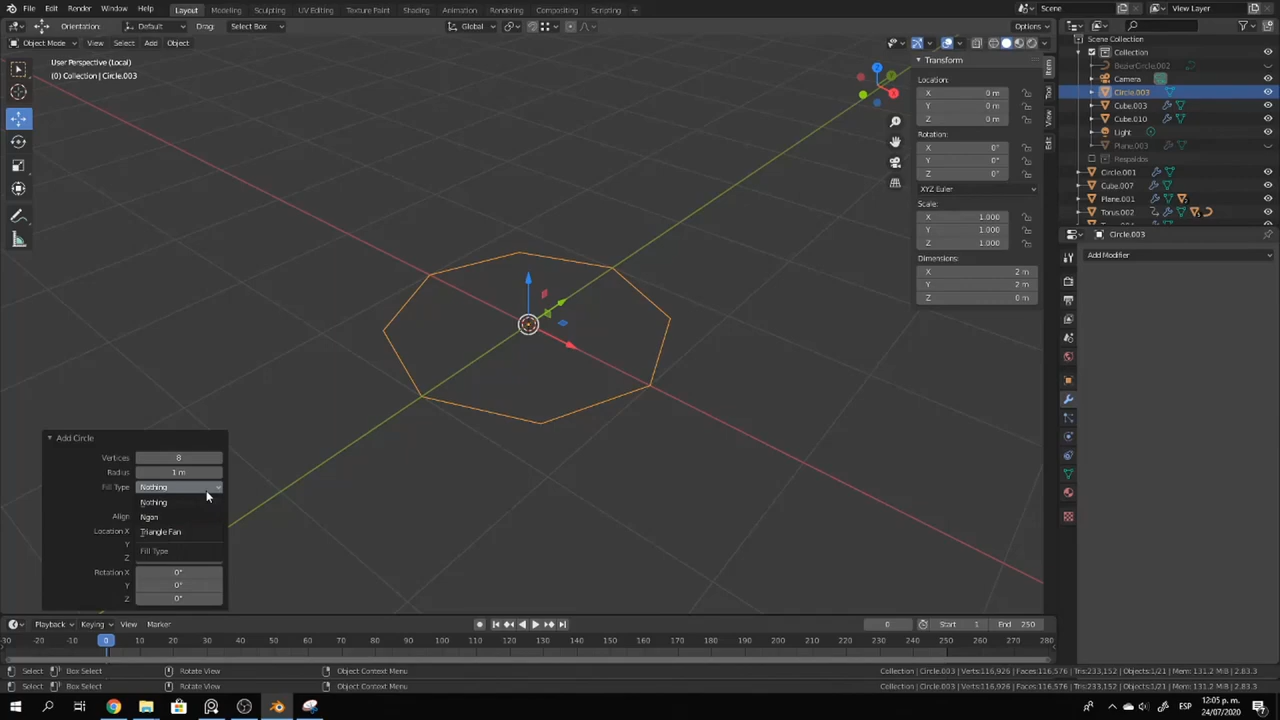 File Edit Render Window Help Layout Modeling Sculpting UV Editing Texture Paint Shading Animation Rendering Compositing Scripting + Scene View Layer
Orientation: Default Drag: Select Box Global Options
Object Mode View Select Add Object
User Perspective (Local)
(0) Collection | Circle.003
Z
X
Transform
Location:
X 0 m
Y 0 m
Z 0 m
Rotation:
X 0°
Y 0°
Z 0°
XYZ Euler
Scale:
X 1.000
Y 1.000
Z 1.000
Dimensions:
X 2 m
Y 2 m
Z 0 m
Item
Tool
View
Edit
Scene Collection
Collection
BezierCircle.002
Camera
Circle.003
Cube.003
Cube.010
Light
Plane.003
Respaldos
Circle.001
Cube.007
Plane.001
Torus.002
Circle.003
Add Modifier
Add Circle
Vertices 8
Radius 1 m
Fill Type Nothing
Nothing
Align Ngon
Location X Triangle Fan
Y Fill Type
Z
Rotation X 0°
Y 0°
Z 0°
Playback Keying View Marker 0 Start 1 End 250
-30 -20 -10 0 10 20 30 40 50 60 70 80 90 100 110 120 130 140 150 160 170 180 190 200 210 220 230 240 250 260 270 280
Select Box Select Rotate View Object Context Menu Collection | Circle.003 | Verts:116,926 | Faces:116,576 | Tris:233,152 | Objects:1/21 | Mem: 131.2 MiB | 2.83.3
Select Box Select Rotate View Object Context Menu Collection | Circle.003 | Verts:116,926 | Faces:116,576 | Tris:233,152 | Objects:1/21 | Mem: 131.2 MiB | 2.83.3
ESP 12:05 p. m.
24/07/2020